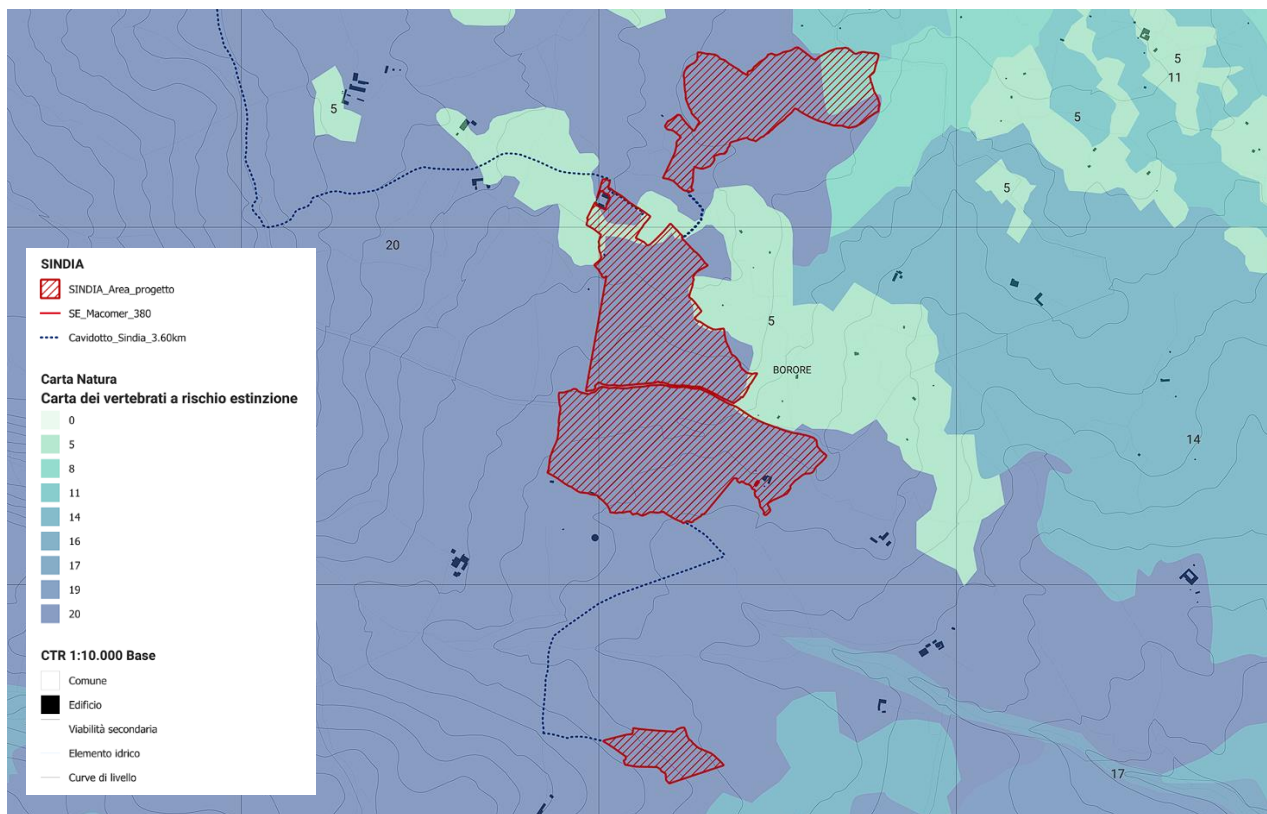 5
11
5
5
5
20
5
BORORE
14
17
SINDIA
SINDIA_Area_progetto
SE_Macomer_380
Cavidotto_Sindia_3.60km
Carta Natura
Carta dei vertebrati a rischio estinzione
0
5
8
11
14
16
17
19
20
CTR 1:10.000 Base
Comune
Edificio
Viabilità secondaria
Elemento idrico
Curve di livello